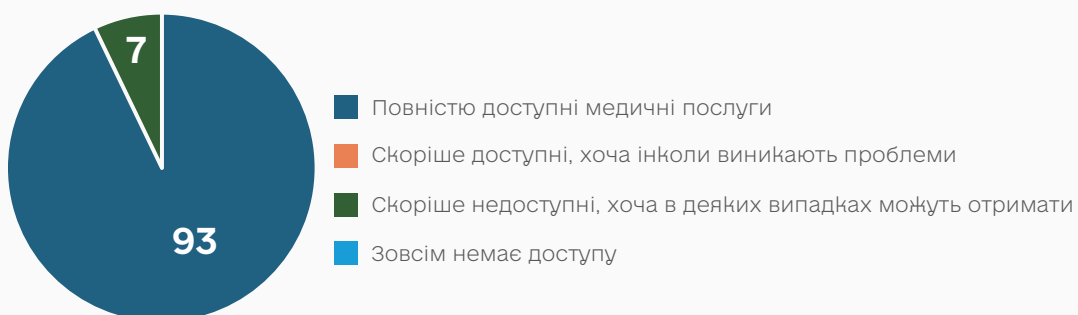 7
93
Повністю доступні медичні послуги
Скоріше доступні, хоча інколи виникають проблеми
Скоріше недоступні, хоча в деяких випадках можуть отримати
Зовсім немає доступу